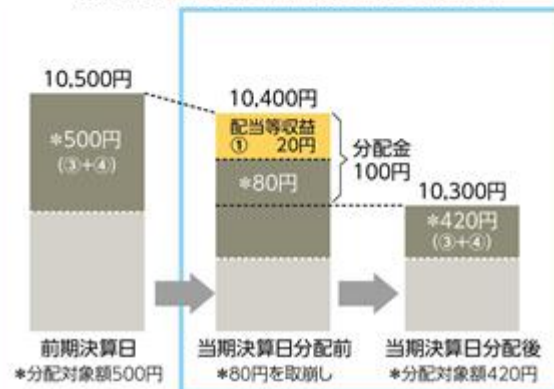 10,500円
*500円
(③+④)
10,400円
配当等収益
① 20円
*80円
分配金
100円
10,300円
*420円
(③+④)
前期決算日
*分配対象額500円
当期決算日分配前
*80円を取崩し
当期決算日分配後
*分配対象額420円